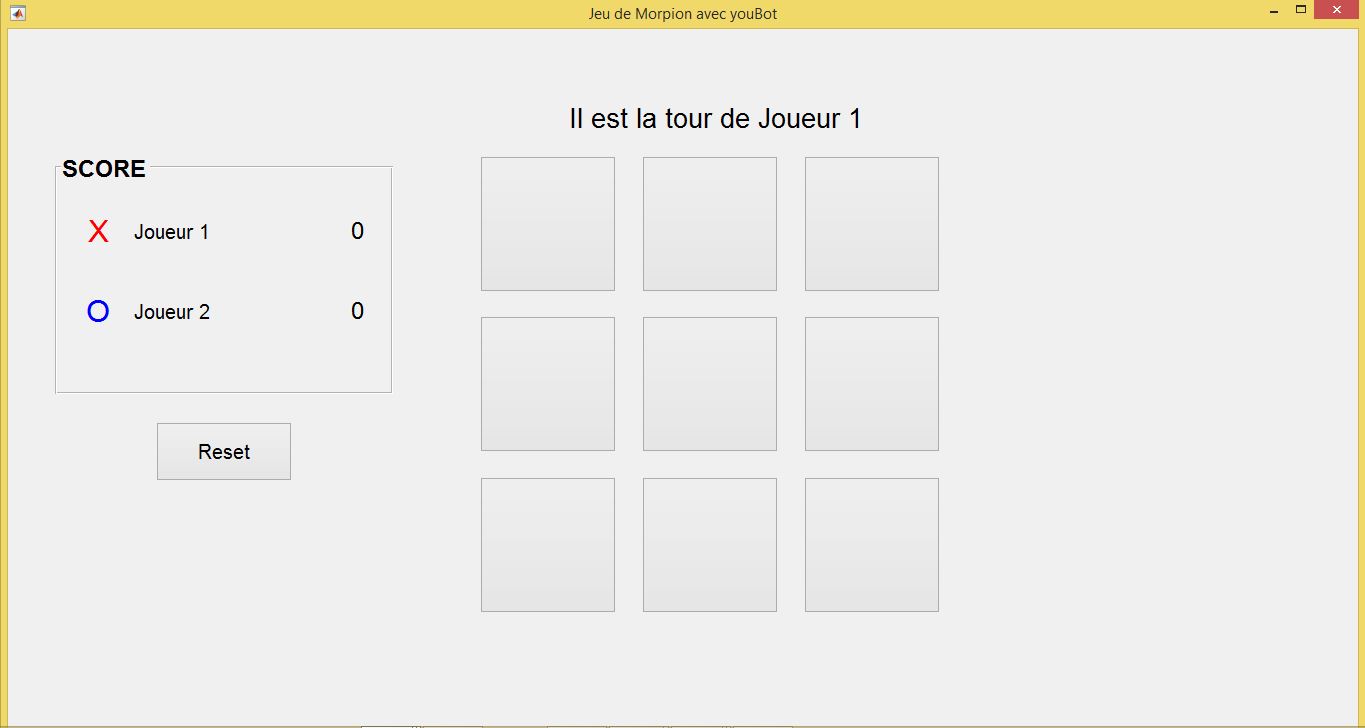 Jeu de Morpion avec youBot
Il est la tour de Joueur 1
SCORE
X Joueur 1 0
O Joueur 2 0
Reset